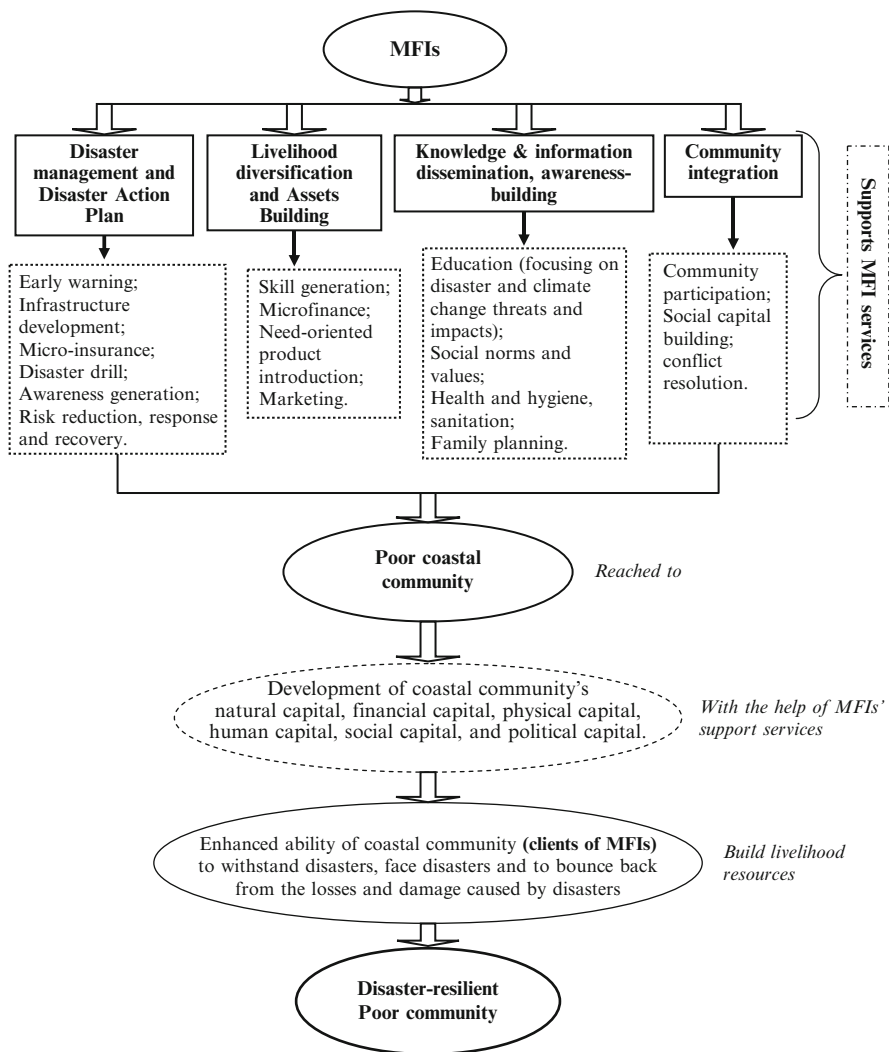 MFIs
Disaster
management and
Disaster Action
Plan
Livelihood
diversification
and Assets
Building
Knowledge & information
dissemination, awareness-
building
Community
integration
Supports MFI services
Early warning;
Infrastructure
development;
Micro-insurance;
Disaster drill;
Awareness generation;
Risk reduction, response
and recovery.
Skill generation;
Microfinance;
Need-oriented
product
introduction;
Marketing.
Education (focusing on
disaster and climate
change threats and
impacts);
Social norms and
values;
Health and hygiene,
sanitation;
Family planning.
Community
participation;
Social capital
building;
conflict
resolution.
Poor coastal
community
Reached to
Development of coastal community's
natural capital, financial capital, physical capital,
human capital, social capital, and political capital.
With the help of MFIs'
support services
Enhanced ability of coastal community (clients of MFIs)
to withstand disasters, face disasters and to bounce back
from the losses and damage caused by disasters
Build livelihood
resources
Disaster-resilient
Poor community